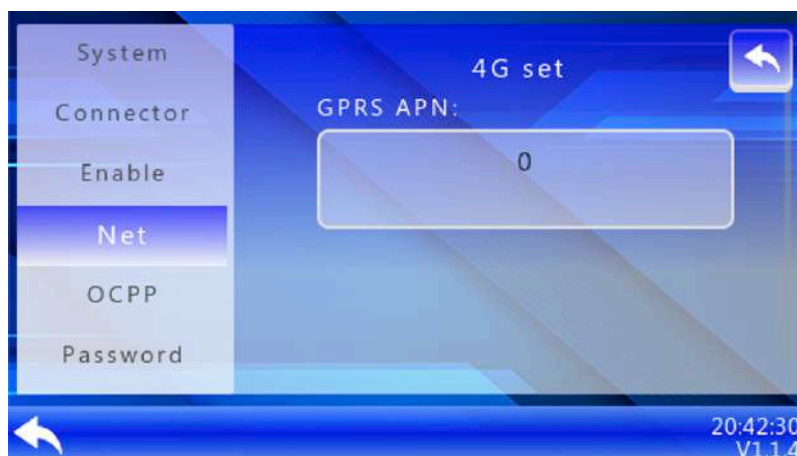 System
Connector
Enable
Net
OCPP
Password
4G set
GPRS APN:
0
20:42:30
V1.1.4